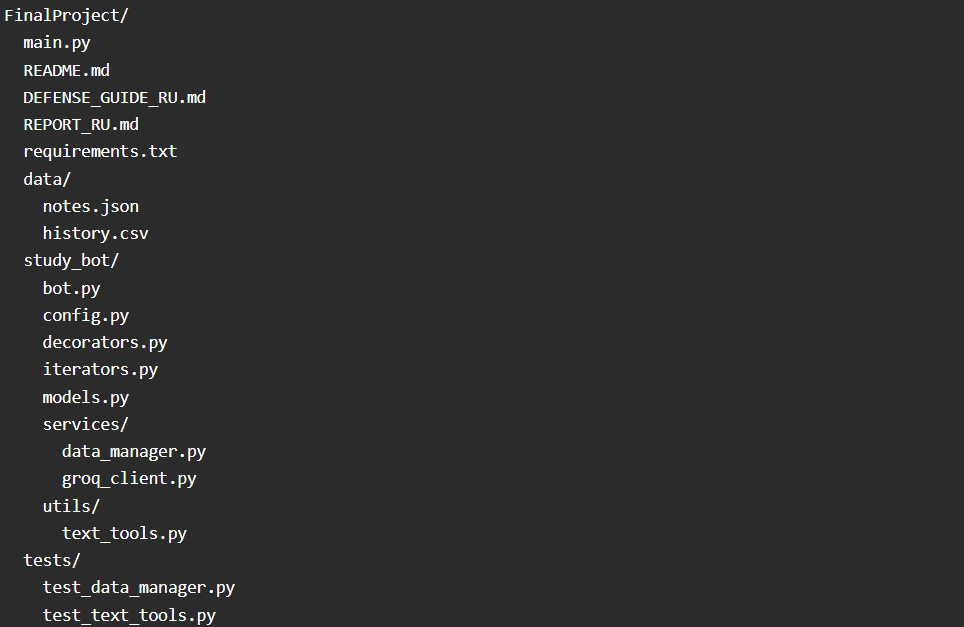 FinalProject/
main.py
README.md
DEFENSE_GUIDE_RU.md
REPORT_RU.md
requirements.txt
data/
notes.json
history.csv
study_bot/
bot.py
config.py
decorators.py
iterators.py
models.py
services/
data_manager.py
groq_client.py
utils/
text_tools.py
tests/
test_data_manager.py
test_text_tools.py